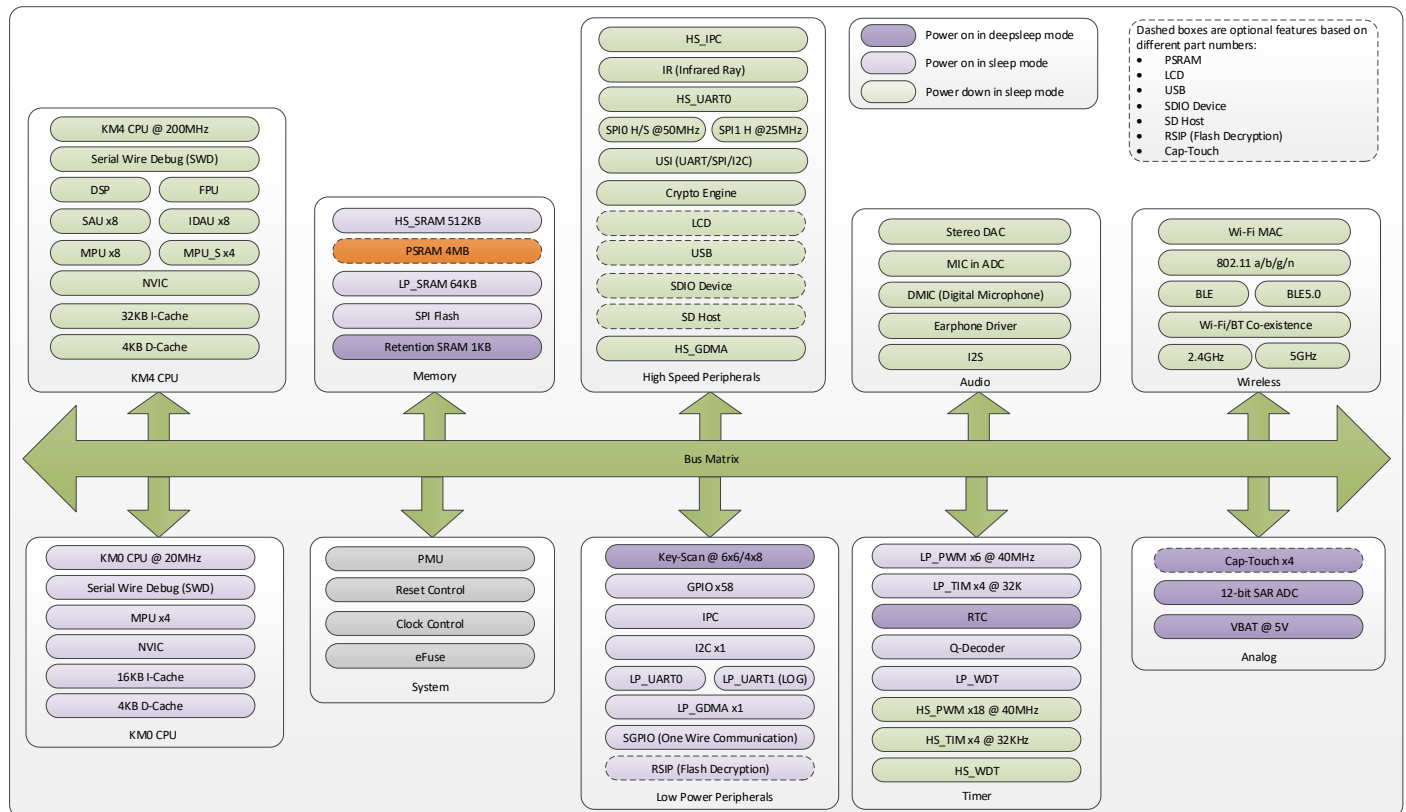 HS_IPC
IR (Infrared Ray)
HS_UART0
SPI0 H/S @50MHz
SPI1 H @25MHz
USI (UART/SPI/I2C)
Crypto Engine
LCD
USB
SDIO Device
SD Host
HS_GDMA
High Speed Peripherals
Power on in deepsleep mode
Power on in sleep mode
Power down in sleep mode
Dashed boxes are optional features based on
different part numbers:
• PSRAM
• LCD
• USB
• SDIO Device
• SD Host
• RSIP (Flash Decryption)
• Cap-Touch
KM4 CPU @ 200MHz
Serial Wire Debug (SWD)
DSP
FPU
SAU x8
IDAU x8
MPU x8
MPU_S x4
NVIC
32KB I-Cache
4KB D-Cache
KM4 CPU
HS_SRAM 512KB
PSRAM 4MB
LP_SRAM 64KB
SPI Flash
Retention SRAM 1KB
Memory
Stereo DAC
MIC in ADC
DMIC (Digital Microphone)
Earphone Driver
I2S
Audio
Wi-Fi MAC
802.11 a/b/g/n
BLE
BLE5.0
Wi-Fi/BT Co-existence
2.4GHz
5GHz
Wireless
Bus Matrix
KM0 CPU @ 20MHz
Serial Wire Debug (SWD)
MPU x4
NVIC
16KB I-Cache
4KB D-Cache
KM0 CPU
PMU
Reset Control
Clock Control
eFuse
System
Key-Scan @ 6x6/4x8
GPIO x58
IPC
I2C x1
LP_UART0
LP_UART1 (LOG)
LP_GDMA x1
SGPIO (One Wire Communication)
RSIP (Flash Decryption)
Low Power Peripherals
LP_PWM x6 @ 40MHz
LP_TIM x4 @ 32K
RTC
Q-Decoder
LP_WDT
HS_PWM x18 @ 40MHz
HS_TIM x4 @ 32KHz
HS_WDT
Timer
Cap-Touch x4
12-bit SAR ADC
VBAT @ 5V
Analog